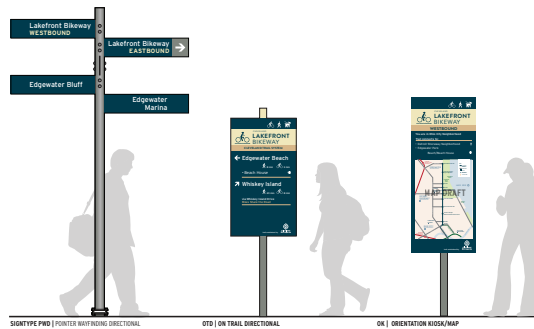 Lakefront Bikeway
WESTBOUND
Lakefront Bikeway
EASTBOUND
Edgewater Bluff
Edgewater
Marina
LAKEFRONT
BIKEWAY
Edgewater Beach
Beach House
Whiskey Island
LAKEFRONT
BIKEWAY
WESTBOUND
MAP DRAFT
SIGNTYPE PWD | POINTER WAYFINDING DIRECTIONAL
OTD | ON TRAIL DIRECTIONAL
OK | ORIENTATION KIOSK/MAP